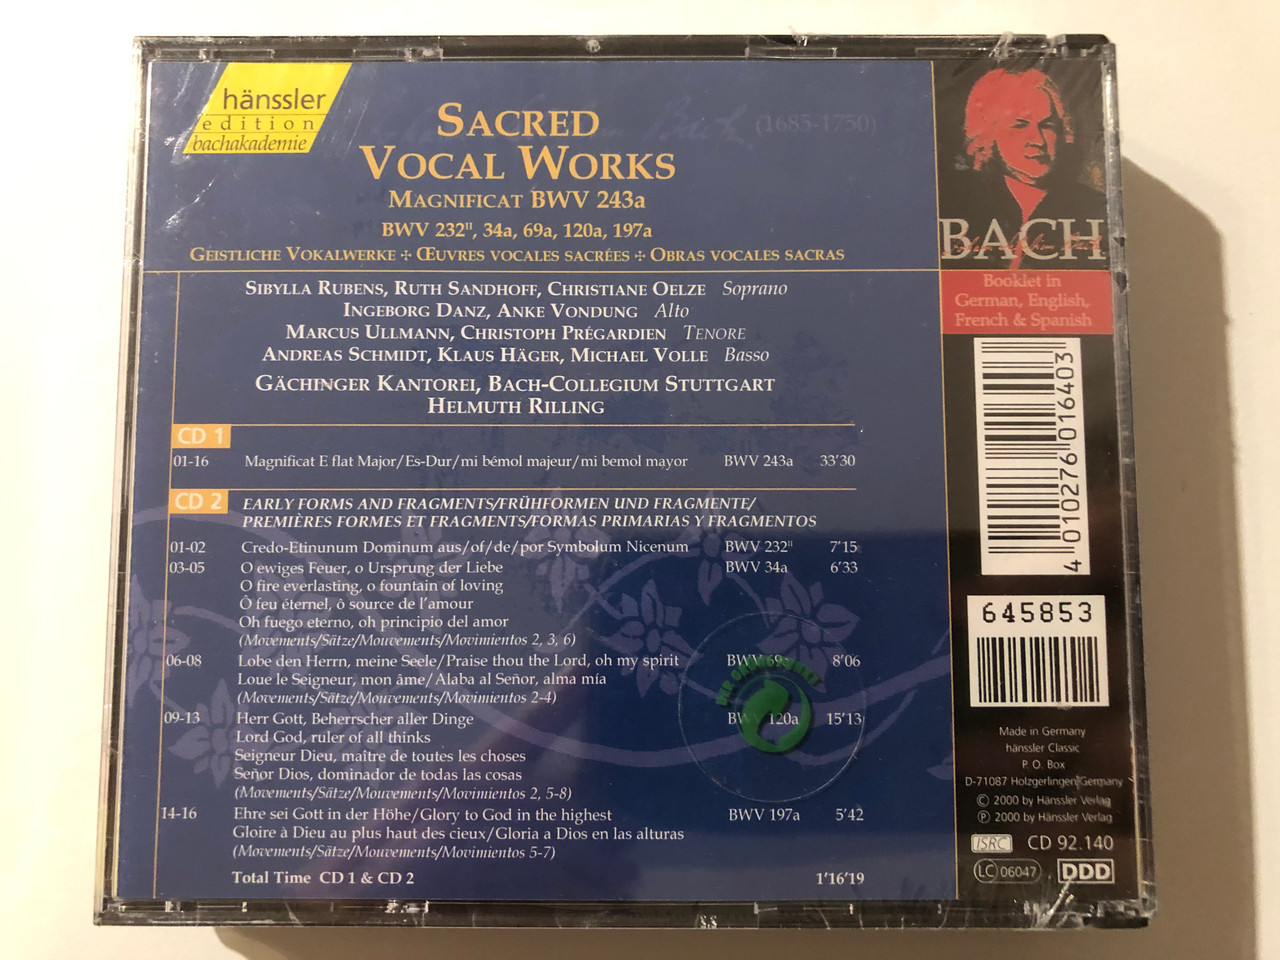 hänssler
edition
bachakademie
(1685-1750)
SACRED
VOCAL WORKS
MAGNIFICAT BWV 243a
BWV 232II, 34a, 69a, 120a, 197a
GEISTLICHE VOKALWERKE ✢ ŒUVRES VOCALES SACRÉES ✢ OBRAS VOCALES SACRAS
SIBYLLA RUBENS, RUTH SANDHOFF, CHRISTIANE OELZE Soprano
INGEBORG DANZ, ANKE VONDUNG Alto
MARCUS ULLMANN, CHRISTOPH PRÉGARDIEN TENORE
ANDREAS SCHMIDT, KLAUS HÄGER, MICHAEL VOLLE Basso
GÄCHINGER KANTOREI, BACH-COLLEGIUM STUTTGART
HELMUTH RILLING
CD 1
01-16 Magnificat E flat Major/Es-Dur/mi bémol majeur/mi bemol mayor BWV 243a 33'30
CD 2 EARLY FORMS AND FRAGMENTS/FRÜHFORMEN UND FRAGMENTE/
PREMIÈRES FORMES ET FRAGMENTS/FORMAS PRIMARIAS Y FRAGMENTOS
01-02 Credo-Etinunum Dominum aus/of/de/por Symbolum Nicenum BWV 232II 7'15
03-05 O ewiges Feuer, o Ursprung der Liebe BWV 34a 6'33
O fire everlasting, o fountain of loving
Ô feu éternel, ô source de l'amour
Oh fuego eterno, oh principio del amor
(Movements/Sätze/Mouvements/Movimientos 2, 3, 6)
06-08 Lobe den Herrn, meine Seele/Praise thou the Lord, oh my spirit BWV 69a 8'06
Loue le Seigneur, mon âme/Alaba al Señor, alma mía
(Movements/Sätze/Mouvements/Movimientos 2-4)
09-13 Herr Gott, Beherrscher aller Dinge BWV 120a 15'13
Lord God, ruler of all thinks
Seigneur Dieu, maître de toutes les choses
Señor Dios, dominador de todas las cosas
(Movements/Sätze/Mouvements/Movimientos 2, 5-8)
14-16 Ehre sei Gott in der Höhe/Glory to God in the highest BWV 197a 5'42
Gloire à Dieu au plus haut des cieux/Gloria a Dios en las alturas
(Movements/Sätze/Mouvements/Movimientos 5-7)
Total Time CD 1 & CD 2 1'16'19
BACH
Booklet in
German, English,
French & Spanish
4 010276 016403
645853
Made in Germany
hänssler Classic
P. O. Box
D-71087 Holzgerlingen/Germany
© 2000 by Hänssler Verlag
℗ 2000 by Hänssler Verlag
ISRC CD 92.140
LC 06047 DDD